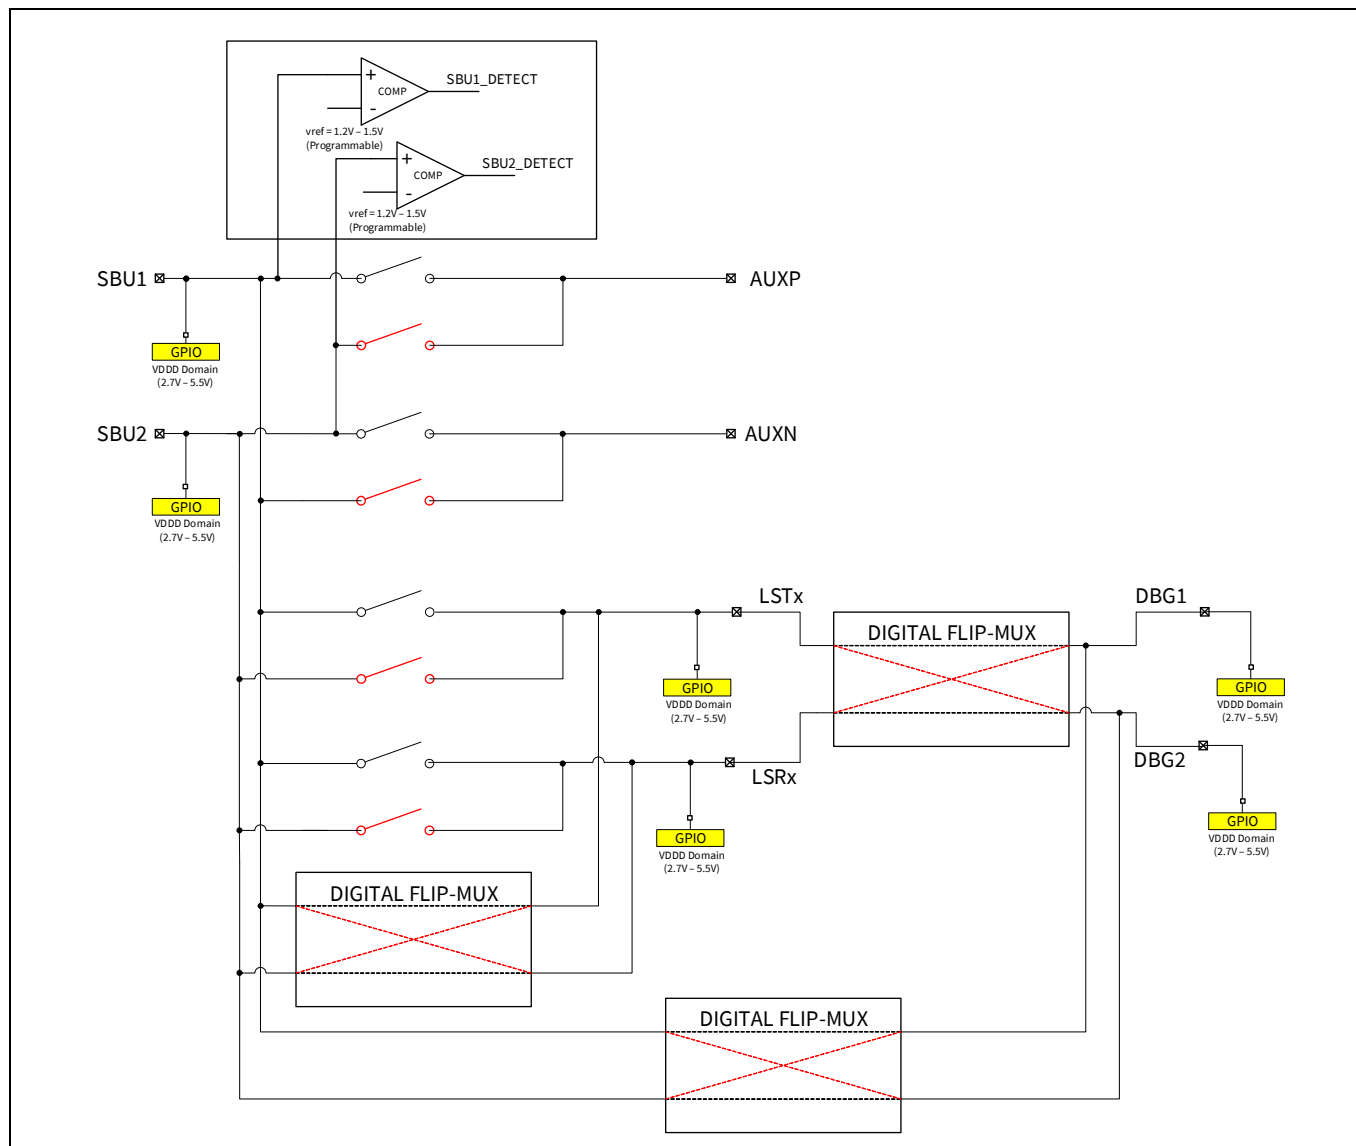 +
SBU1_DETECT
COMP
-
vref = 1.2V – 1.5V
(Programmable)
+
SBU2_DETECT
COMP
-
vref = 1.2V – 1.5V
(Programmable)
SBU1
AUXP
GPIO
VDDD Domain
(2.7V – 5.5V)
SBU2
AUXN
GPIO
VDDD Domain
(2.7V – 5.5V)
LSTx
DBG1
DIGITAL FLIP-MUX
GPIO
VDDD Domain
(2.7V – 5.5V)
GPIO
VDDD Domain
(2.7V – 5.5V)
LSRx
DBG2
GPIO
VDDD Domain
(2.7V – 5.5V)
GPIO
VDDD Domain
(2.7V – 5.5V)
DIGITAL FLIP-MUX
DIGITAL FLIP-MUX